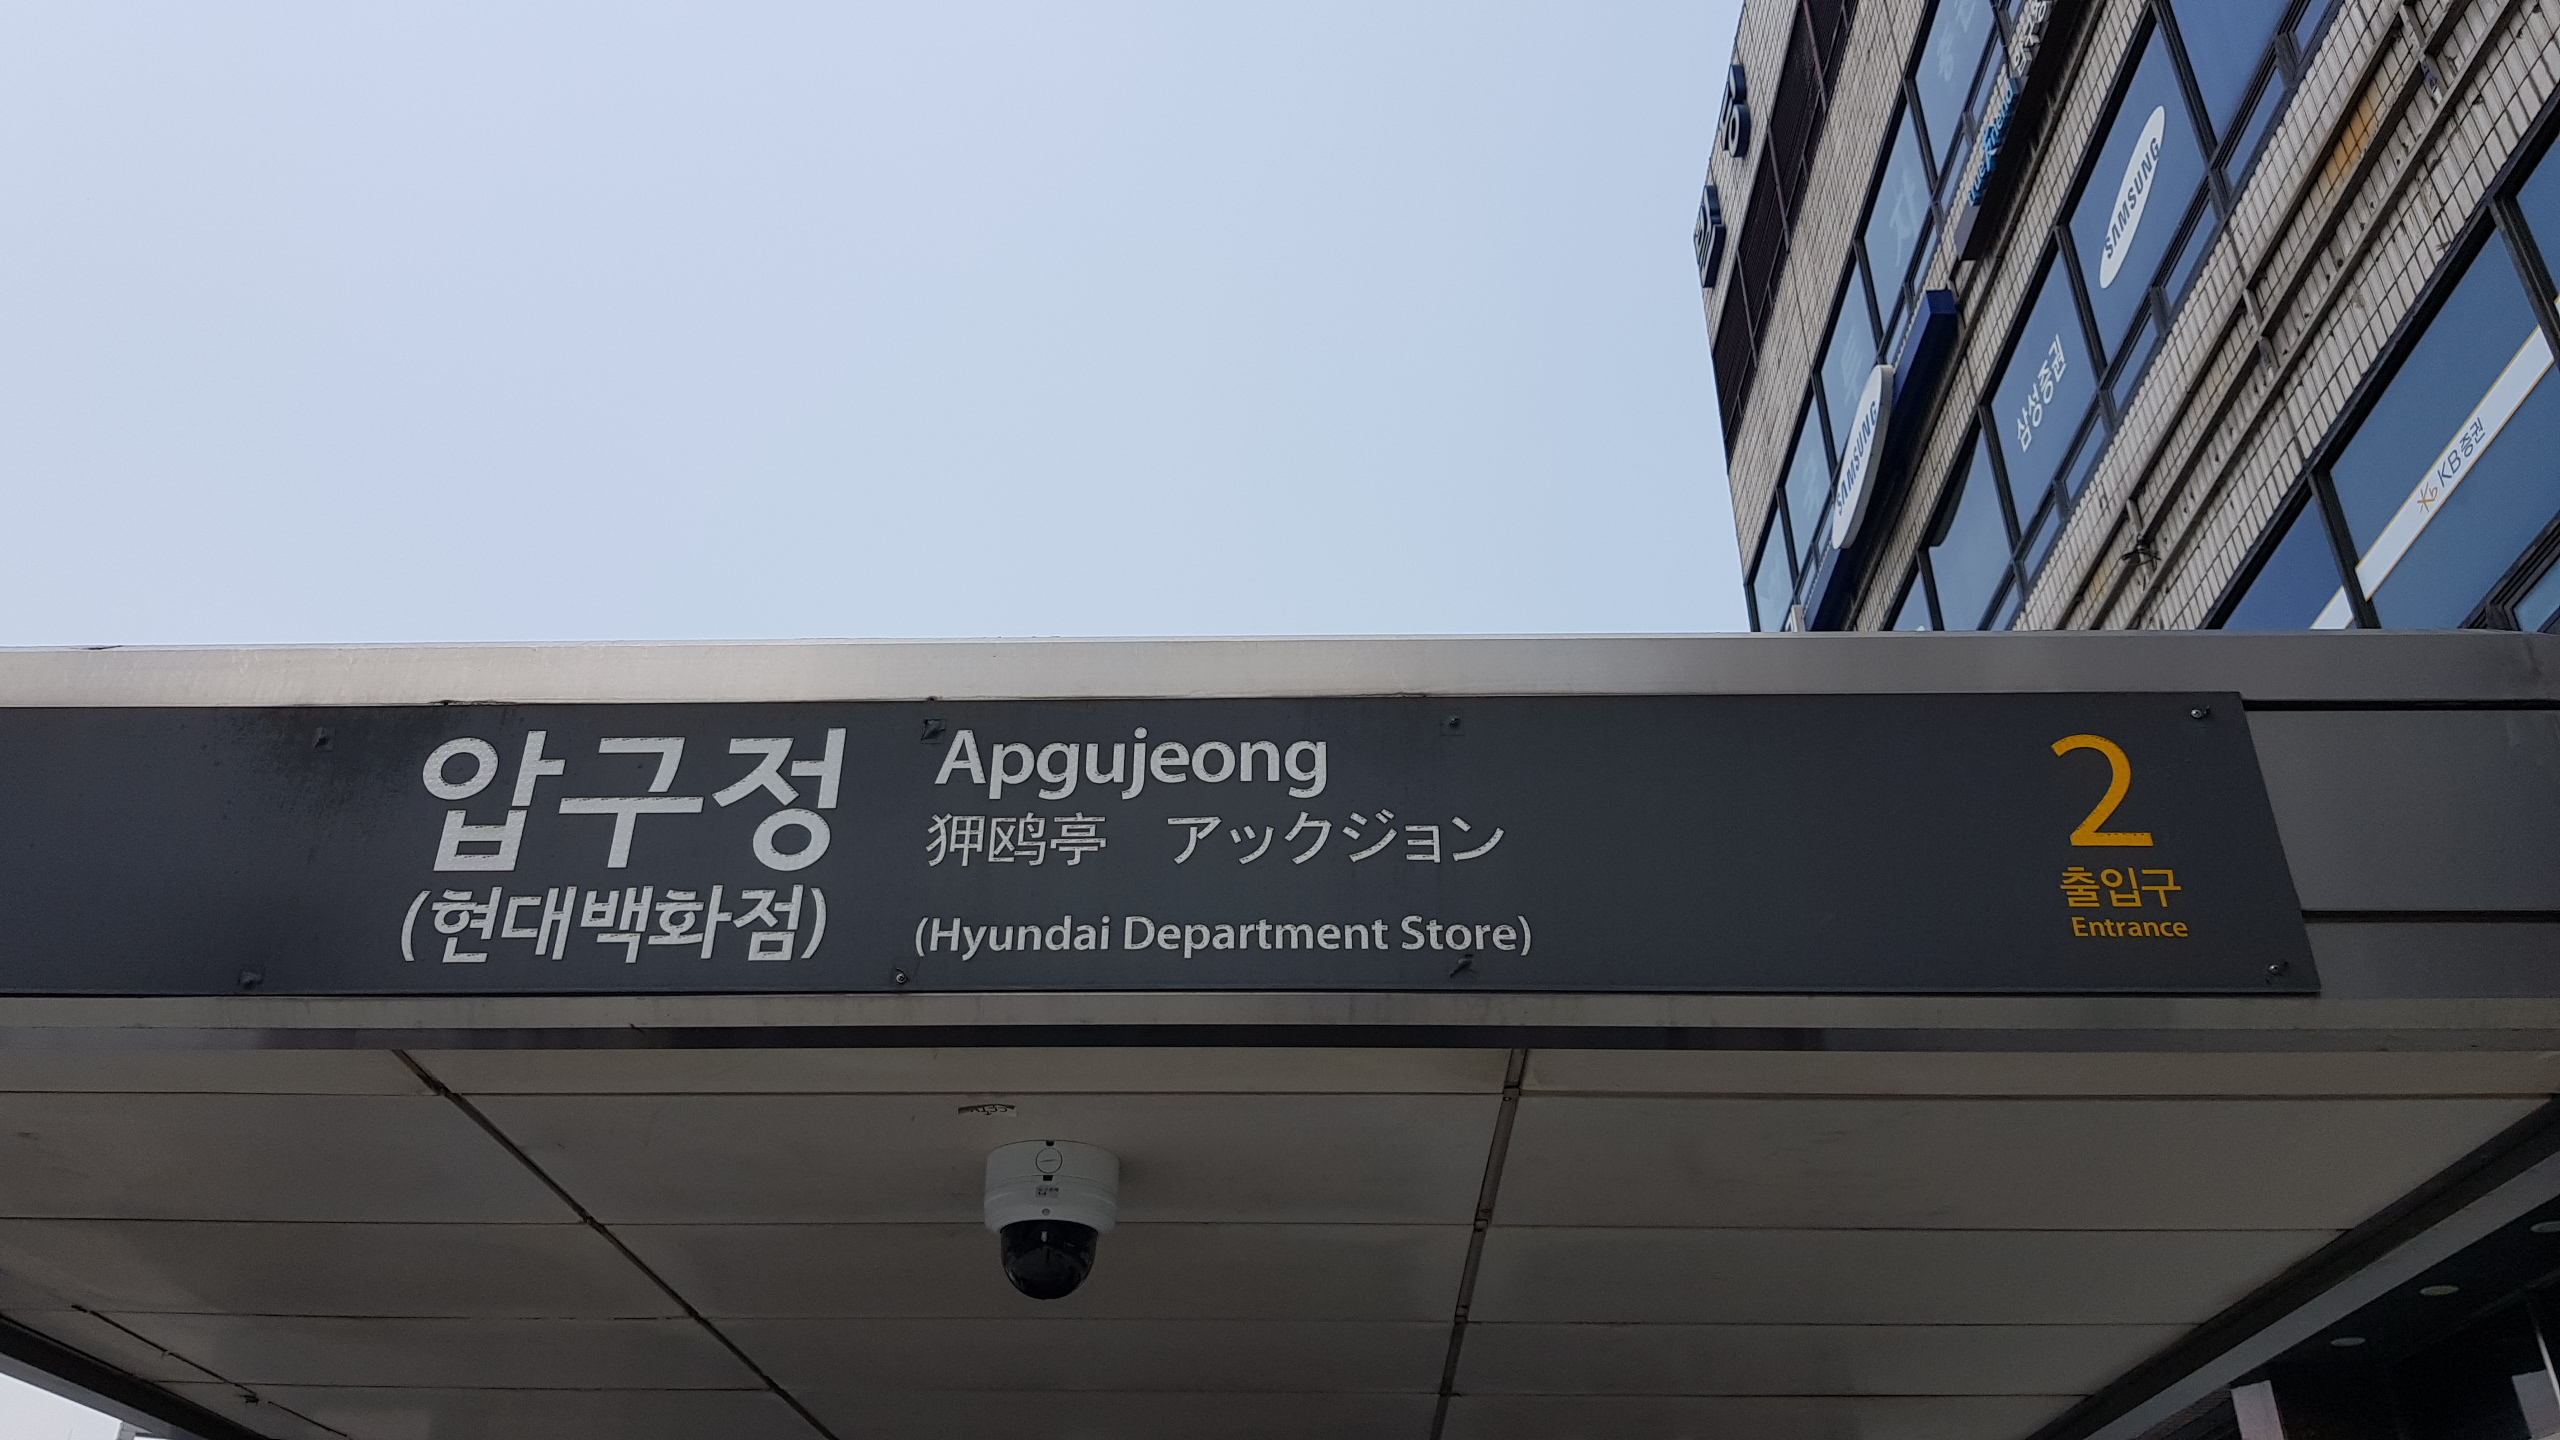 SAMSUNG
SAMSUNG
삼성증권
KB증권
압구정
(현대백화점)
Apgujeong
狎鸥亭 アックジョン
(Hyundai Department Store)
2
출입구
Entrance